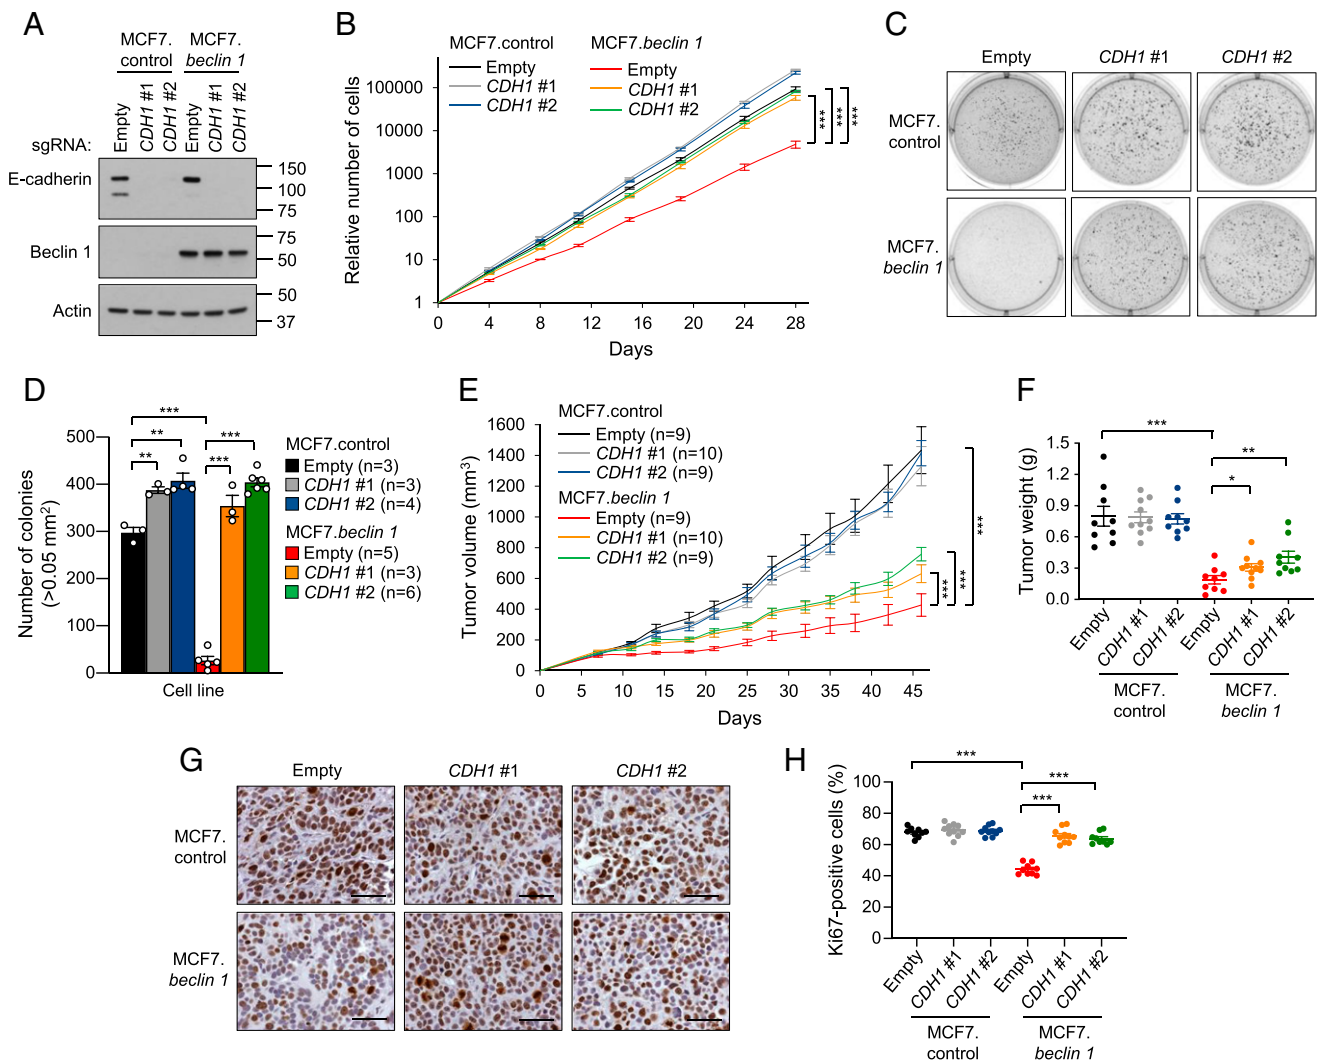 A
MCF7.
control
MCF7.
beclin 1
sgRNA:
Empty
CDH1 #1
CDH1 #2
Empty
CDH1 #1
CDH1 #2
E-cadherin
150
100
75
Beclin 1
75
50
Actin
50
37
B
MCF7.control
Empty
CDH1 #1
CDH1 #2
MCF7.beclin 1
Empty
CDH1 #1
CDH1 #2
Relative number of cells
100000
10000
1000
100
10
1
***
***
***
0 4 8 12 16 20 24 28
Days
C
Empty CDH1 #1 CDH1 #2
MCF7.
control
MCF7.
beclin 1
D
Number of colonies
(>0.05 mm²)
500
400
300
200
100
0
***
**
**
***
***
Cell line
MCF7.control
Empty (n=3)
CDH1 #1 (n=3)
CDH1 #2 (n=4)
MCF7.beclin 1
Empty (n=5)
CDH1 #1 (n=3)
CDH1 #2 (n=6)
E
Tumor volume (mm³)
1600
1400
1200
1000
800
600
400
200
0
MCF7.control
Empty (n=9)
CDH1 #1 (n=10)
CDH1 #2 (n=9)
MCF7.beclin 1
Empty (n=9)
CDH1 #1 (n=10)
CDH1 #2 (n=9)
***
***
***
0 5 10 15 20 25 30 35 40 45
Days
F
Tumor weight (g)
1.5
1.2
0.9
0.6
0.3
0.0
***
**
*
Empty
CDH1 #1
CDH1 #2
Empty
CDH1 #1
CDH1 #2
MCF7.
control
MCF7.
beclin 1
G
Empty CDH1 #1 CDH1 #2
MCF7.
control
MCF7.
beclin 1
H
Ki67-positive cells (%)
100
80
60
40
20
0
***
***
***
Empty
CDH1 #1
CDH1 #2
Empty
CDH1 #1
CDH1 #2
MCF7.
control
MCF7.
beclin 1